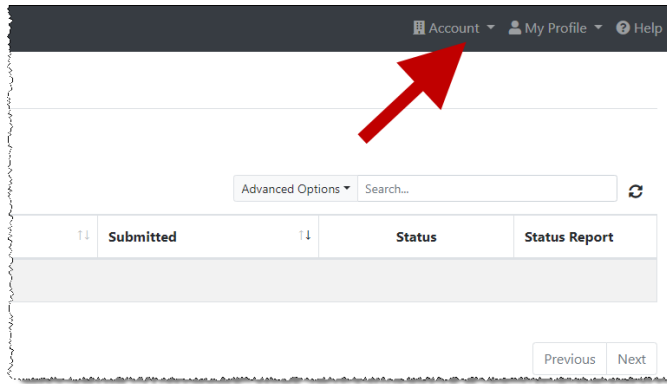 Account My Profile Help
Advanced Options Search...
Submitted Status Status Report
Previous Next